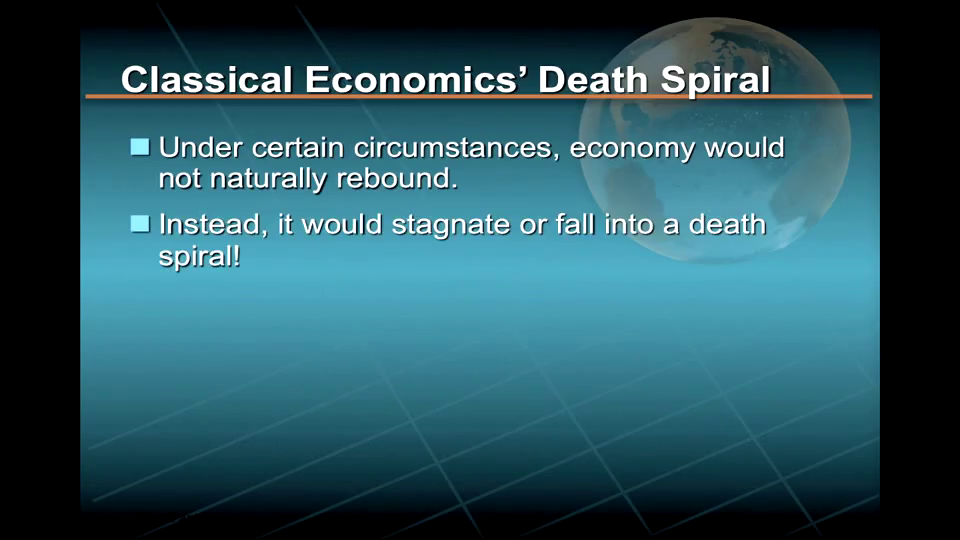 Classical Economics’ Death Spiral
Under certain circumstances, economy would
not naturally rebound.
Instead, it would stagnate or fall into a death
spiral!